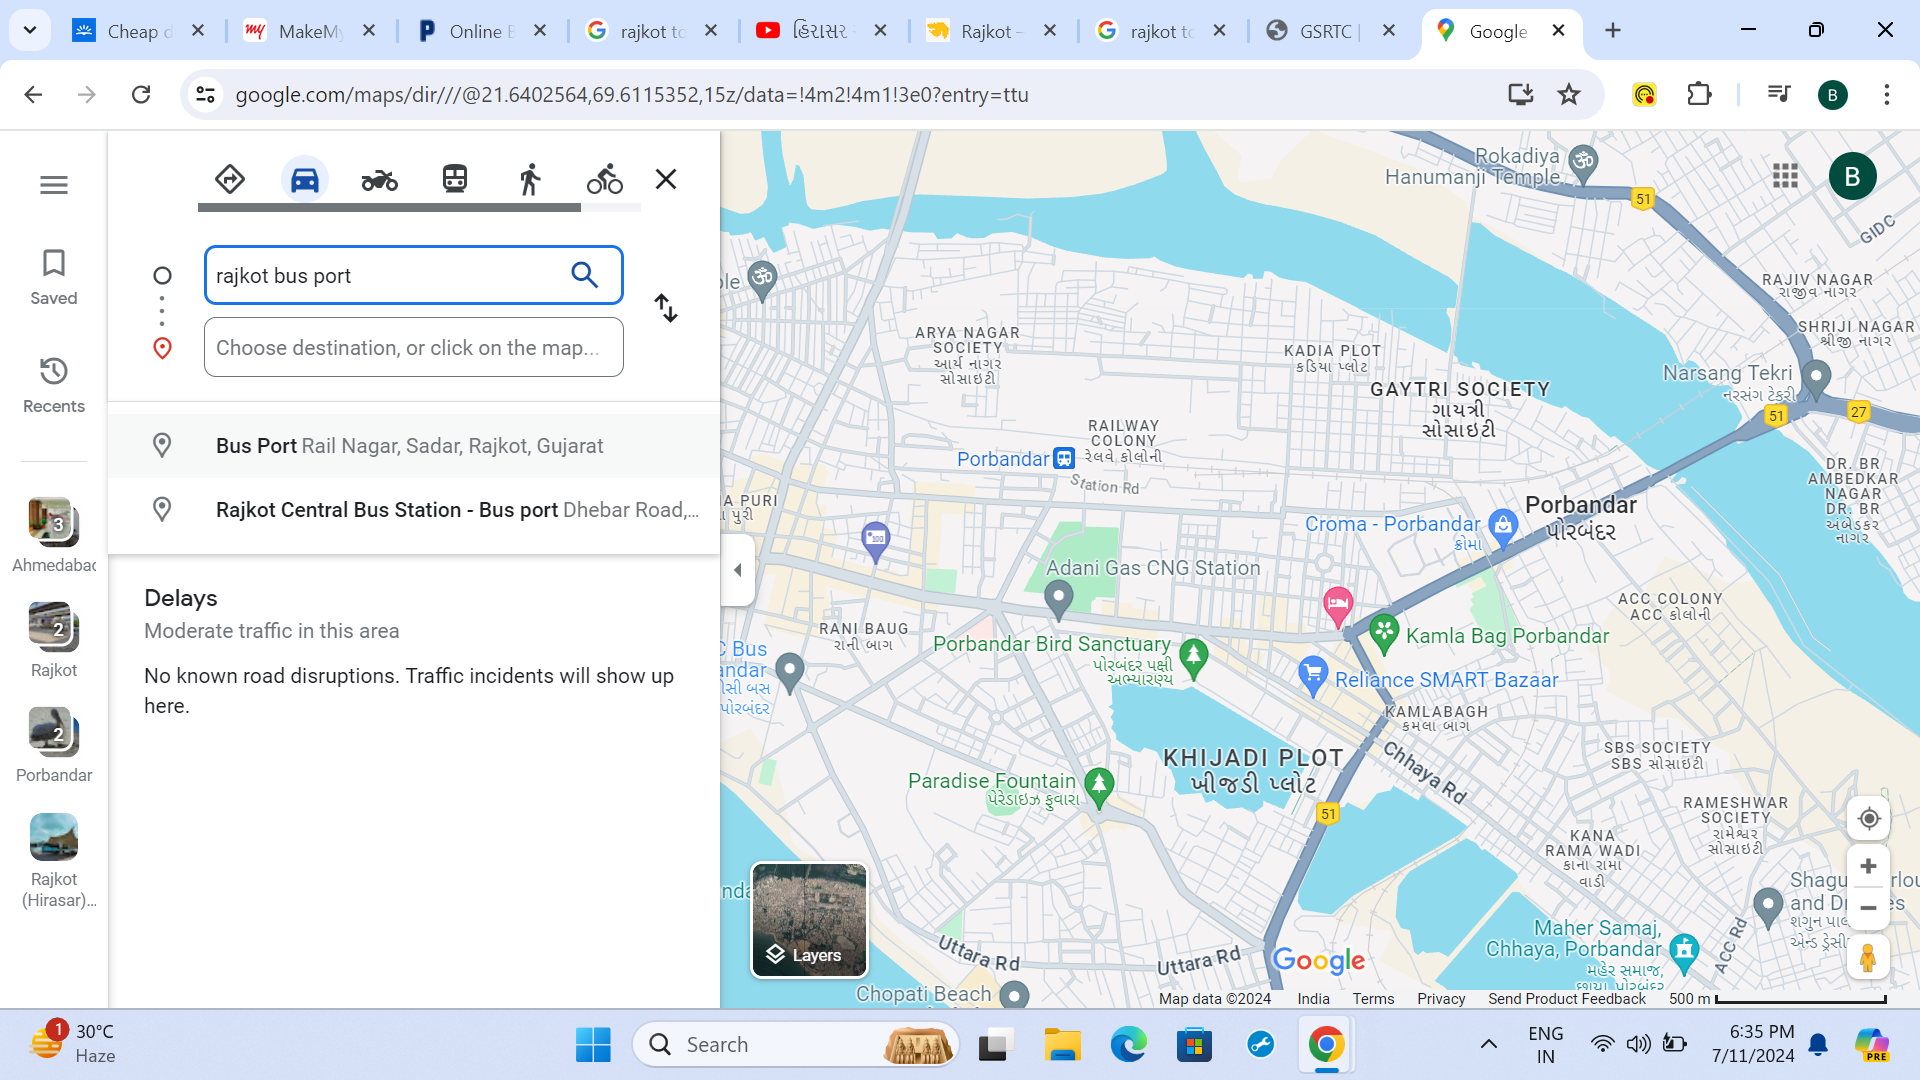 Cheap d
MakeMy
Online B
rajkot to
હિરાસર
Rajkot -
rajkot to
GSRTC |
Google
google.com/maps/dir///@21.6402564,69.6115352,15z/data=!4m2!4m1!3e0?entry=ttu
B
Saved
Recents
3
Ahmedabad
2
Rajkot
2
Porbandar
Rajkot
(Hirasar)...
rajkot bus port
Choose destination, or click on the map...
Bus Port Rail Nagar, Sadar, Rajkot, Gujarat
Rajkot Central Bus Station - Bus port Dhebar Road,...
Delays
Moderate traffic in this area
No known road disruptions. Traffic incidents will show up
here.
Rokadiya
Hanumanji Temple
51
GIDC
B
ple
RAJIV NAGAR
રાજીવ નાગર
SHRIJI NAGAR
શ્રીજી નાગર
ARYA NAGAR
SOCIETY
આર્ય નાગર
સોસાઇટી
KADIA PLOT
કડિયા પ્લોટ
GAYTRI SOCIETY
ગાયત્રી
સોસાઇટી
Narsang Tekri
નરસંગ ટેકરી
51
27
RAILWAY
COLONY
રેલવે કોલોની
Porbandar
Station Rd
DR. BR
AMBEDKAR
NAGAR
DR. BR
અંબેડકર
નાગર
A PURI
Porbandar
પોરબંદર
Croma - Porbandar
ક્રોમા
Adani Gas CNG Station
ACC COLONY
ACC કોલોની
RANI BAUG
રાની બાગ
Porbandar Bird Sanctuary
પોરબંદર પક્ષી
અભ્યારણ્ય
Kamla Bag Porbandar
C Bus
andar
સી બસ
પોરબંદર
Reliance SMART Bazaar
KAMLABAGH
કમલા બાગ
Chhaya Rd
SBS SOCIETY
SBS સોસાઇટી
KHIJADI PLOT
ખીજડી પ્લોટ
Paradise Fountain
પેરેડાઇઝ ફુવારા
51
RAMESHWAR
SOCIETY
રામેશ્વર
સોસાઇટી
KANA
RAMA WADI
કાના રામા
વાડી
Maher Samaj,
Chhaya, Porbandar
મહેર સમાજ,
છાયા પોરબંદર
ACC Rd
Uttara Rd
Uttara Rd
Chopati Beach
Layers
Google
Map data ©2024 India Terms Privacy Send Product Feedback 500 m
1
30°C
Haze
Search
ENG
IN
6:35 PM
7/11/2024
PRE